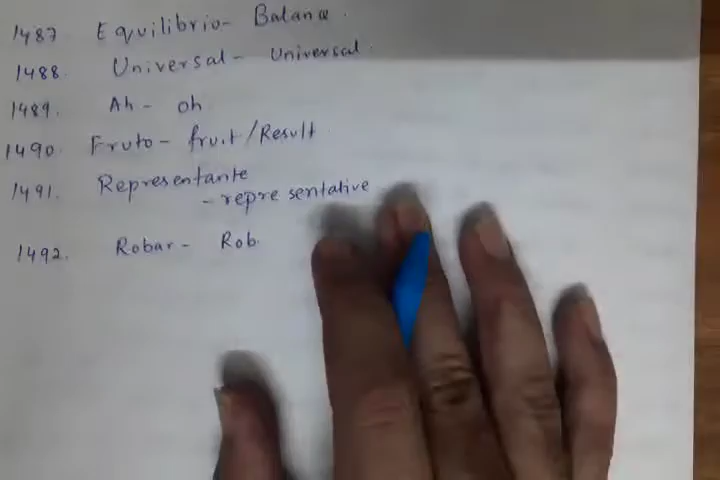 1487 Equilibrio- Balance.
1488. Universal- Universal.
1489. Ah- oh
1490. Fruto- fruit/Result
1491. Representante
- representative
1492. Robar- Rob.